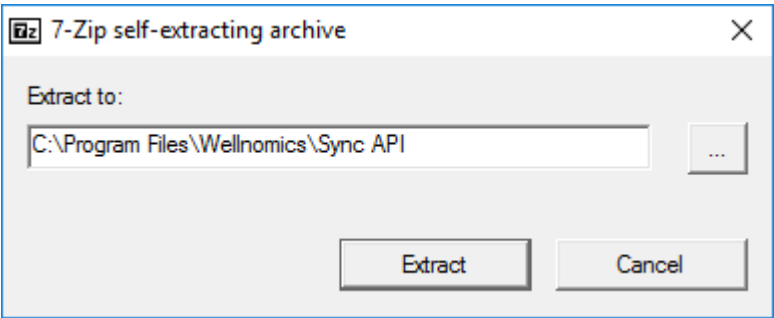 7z 7-Zip self-extracting archive
Extract to:
C:\Program Files\Wellnomics\Sync API
...
Extract
Cancel